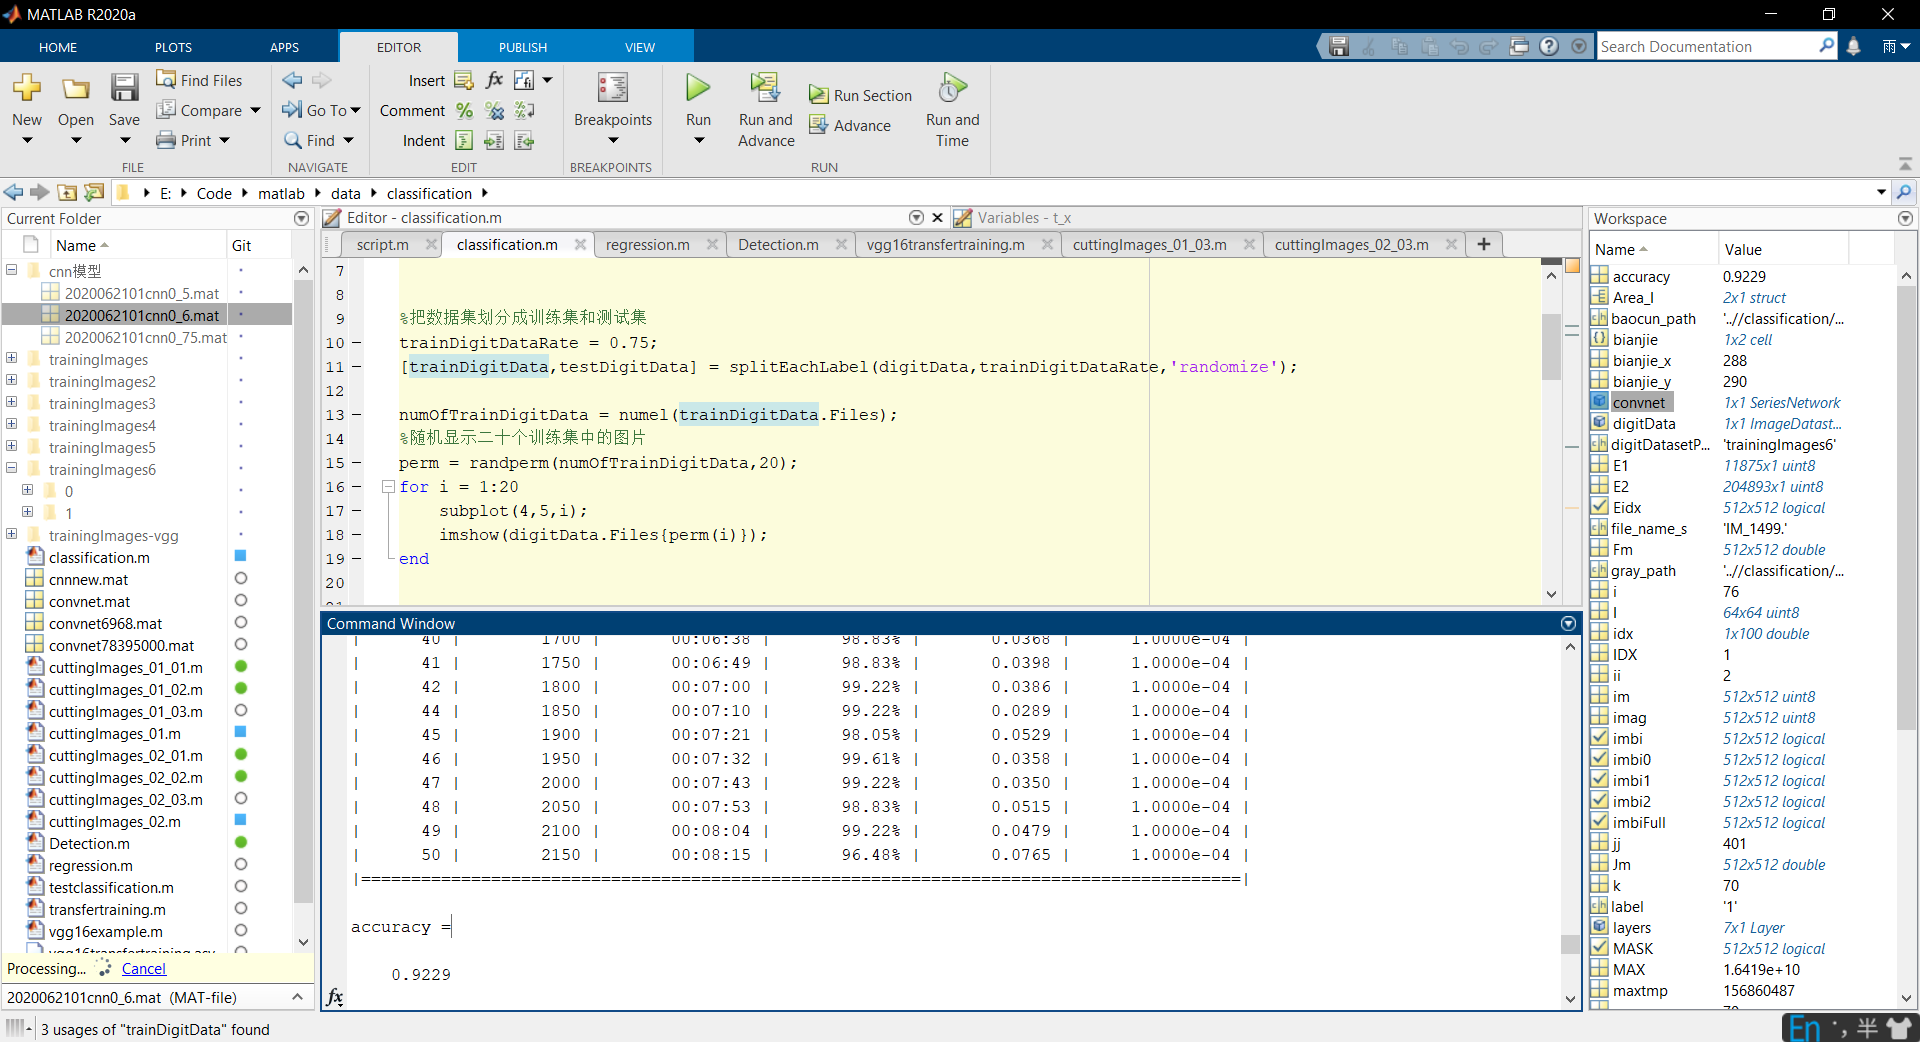 MATLAB R2020a
HOME PLOTS APPS EDITOR PUBLISH VIEW
Search Documentation
雨
New Open Save Find Files Compare Print
Go To Find
Insert Comment Indent
Breakpoints
Run Run and Advance Run Section Advance Run and Time
FILE NAVIGATE EDIT BREAKPOINTS RUN
E: Code matlab data classification
Current Folder
Name Git
cnn模型
2020062101cnn0_5.mat
2020062101cnn0_6.mat
2020062101cnn0_75.mat
trainingImages
trainingImages2
trainingImages3
trainingImages4
trainingImages5
trainingImages6
0
1
trainingImages-vgg
classification.m
cnnnew.mat
convnet.mat
convnet6968.mat
convnet78395000.mat
cuttingImages_01_01.m
cuttingImages_01_02.m
cuttingImages_01_03.m
cuttingImages_01.m
cuttingImages_02_01.m
cuttingImages_02_02.m
cuttingImages_02_03.m
cuttingImages_02.m
Detection.m
regression.m
testclassification.m
transfertraining.m
vgg16example.m
Processing... Cancel
2020062101cnn0_6.mat (MAT-file)
3 usages of "trainDigitData" found
Editor - classification.m
Variables - t_x
script.m classification.m regression.m Detection.m vgg16transfertraining.m cuttingImages_01_03.m cuttingImages_02_03.m +
7
8
9 %把数据集划分成训练集和测试集
10 – trainDigitDataRate = 0.75;
11 – [trainDigitData,testDigitData] = splitEachLabel(digitData,trainDigitDataRate,'randomize');
12
13 – numOfTrainDigitData = numel(trainDigitData.Files);
14 %随机显示二十个训练集中的图片
15 – perm = randperm(numOfTrainDigitData,20);
16 – for i = 1:20
17 – subplot(4,5,i);
18 – imshow(digitData.Files{perm(i)});
19 – end
20
Command Window
| 40 | 1700 | 00:06:38 | 98.83% | 0.0368 | 1.0000e-04 |
| 41 | 1750 | 00:06:49 | 98.83% | 0.0398 | 1.0000e-04 |
| 42 | 1800 | 00:07:00 | 99.22% | 0.0386 | 1.0000e-04 |
| 44 | 1850 | 00:07:10 | 99.22% | 0.0289 | 1.0000e-04 |
| 45 | 1900 | 00:07:21 | 98.05% | 0.0529 | 1.0000e-04 |
| 46 | 1950 | 00:07:32 | 99.61% | 0.0358 | 1.0000e-04 |
| 47 | 2000 | 00:07:43 | 99.22% | 0.0350 | 1.0000e-04 |
| 48 | 2050 | 00:07:53 | 98.83% | 0.0515 | 1.0000e-04 |
| 49 | 2100 | 00:08:04 | 99.22% | 0.0479 | 1.0000e-04 |
| 50 | 2150 | 00:08:15 | 96.48% | 0.0765 | 1.0000e-04 |
|========================================================================================|
accuracy =
0.9229
fx
Workspace
Name Value
accuracy 0.9229
Area_I 2x1 struct
baocun_path '..//classification/...
bianjie 1x2 cell
bianjie_x 288
bianjie_y 290
convnet 1x1 SeriesNetwork
digitData 1x1 ImageDatast...
digitDatasetP... 'trainingImages6'
E1 11875x1 uint8
E2 204893x1 uint8
Eidx 512x512 logical
file_name_s 'IM_1499.'
Fm 512x512 double
gray_path '..//classification/...
i 76
I 64x64 uint8
idx 1x100 double
IDX 1
ii 2
im 512x512 uint8
imag 512x512 uint8
imbi 512x512 logical
imbi0 512x512 logical
imbi1 512x512 logical
imbi2 512x512 logical
imbiFull 512x512 logical
jj 401
Jm 512x512 double
k 70
label '1'
layers 7x1 Layer
MASK 512x512 logical
MAX 1.6419e+10
maxtmp 156860487
En 半